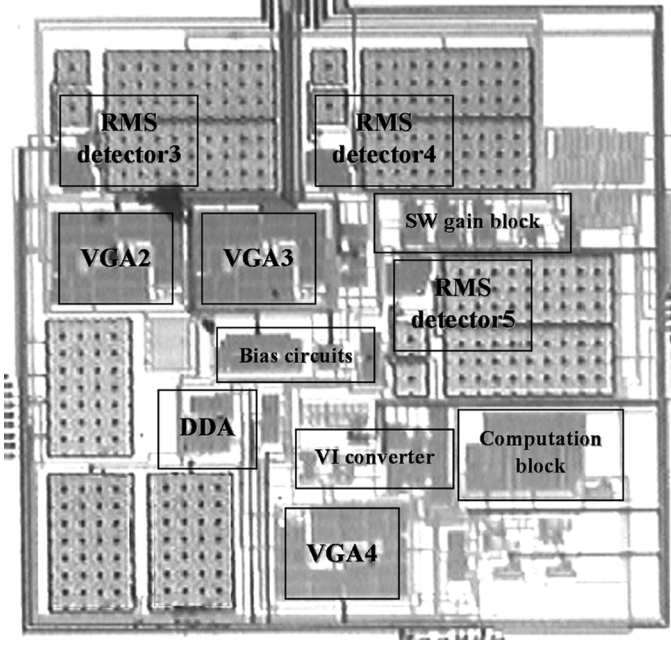 RMS
detector3
RMS
detector4
SW gain block
VGA2
VGA3
RMS
detector5
Bias circuits
DDA
VI converter
Computation
block
VGA4